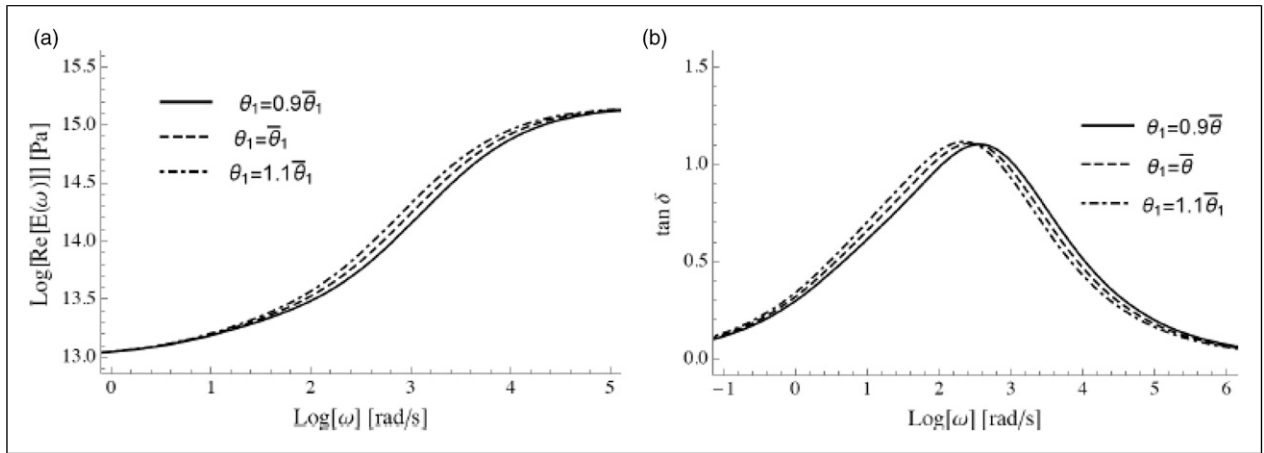 (a)
Log[Re[E(ω)]] [Pa]
15.5
15.0
14.5
14.0
13.5
13.0
θ₁=0.9θ̅₁
θ₁=θ̅₁
θ₁=1.1θ̅₁
0 1 2 3 4 5
Log[ω] [rad/s]
(b)
tan δ
1.5
1.0
0.5
0.0
θ₁=0.9θ̅
θ₁=θ̅
θ₁=1.1θ̅₁
−1 0 1 2 3 4 5 6
Log[ω] [rad/s]